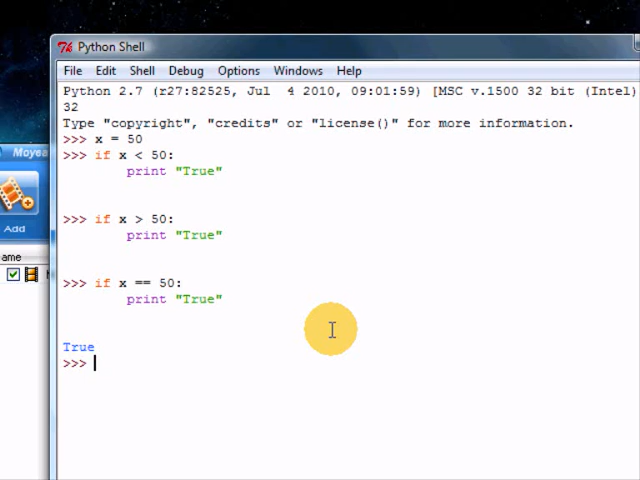 Python Shell
File Edit Shell Debug Options Windows Help
Python 2.7 (r27:82525, Jul  4 2010, 09:01:59) [MSC v.1500 32 bit (Intel)
32
Type "copyright", "credits" or "license()" for more information.
>>> x = 50
>>> if x < 50:
        print "True"
>>> if x > 50:
        print "True"
>>> if x == 50:
        print "True"
True
>>>
Moyea
Add
ame